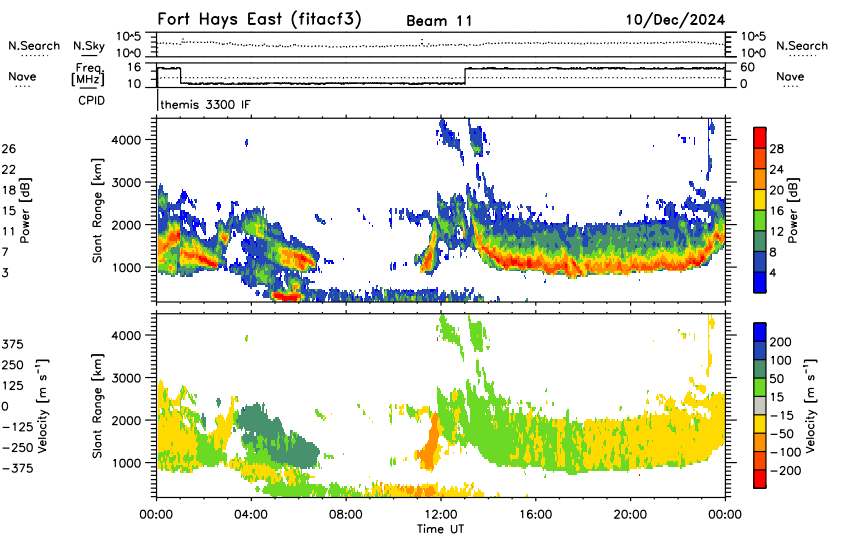 Fort Hays East (fitacf3) Beam 11 10/Dec/2024
N.Search N.Sky 10^5 10^0 10^5 10^0 N.Search
Nave Freq. [MHz] 16 10 60 0 Nave
CPID themis 3300 IF
26 22 18 15 11 7 3 Power [dB]
Slant Range [km] 4000 3000 2000 1000
28 24 20 16 12 8 4 Power [dB]
375 250 125 0 −125 −250 −375 Velocity [m s−1]
Slant Range [km] 4000 3000 2000 1000
200 100 50 15 −15 −50 −100 −200 Velocity [m s−1]
00:00 04:00 08:00 12:00 16:00 20:00 00:00
Time UT